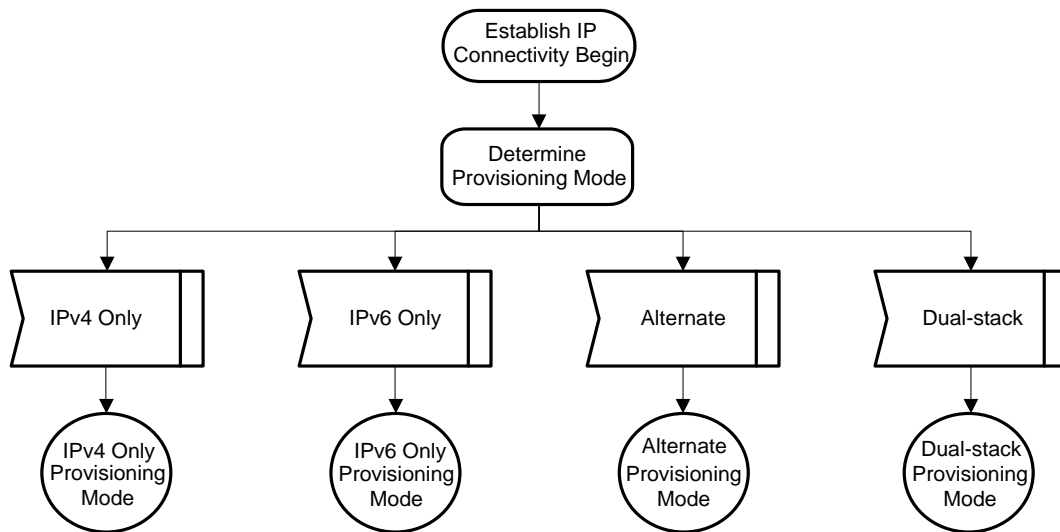 Establish IP
Connectivity Begin
Determine
Provisioning Mode
IPv4 Only
IPv6 Only
Alternate
Dual-stack
IPv4 Only
Provisioning
Mode
IPv6 Only
Provisioning
Mode
Alternate
Provisioning
Mode
Dual-stack
Provisioning
Mode